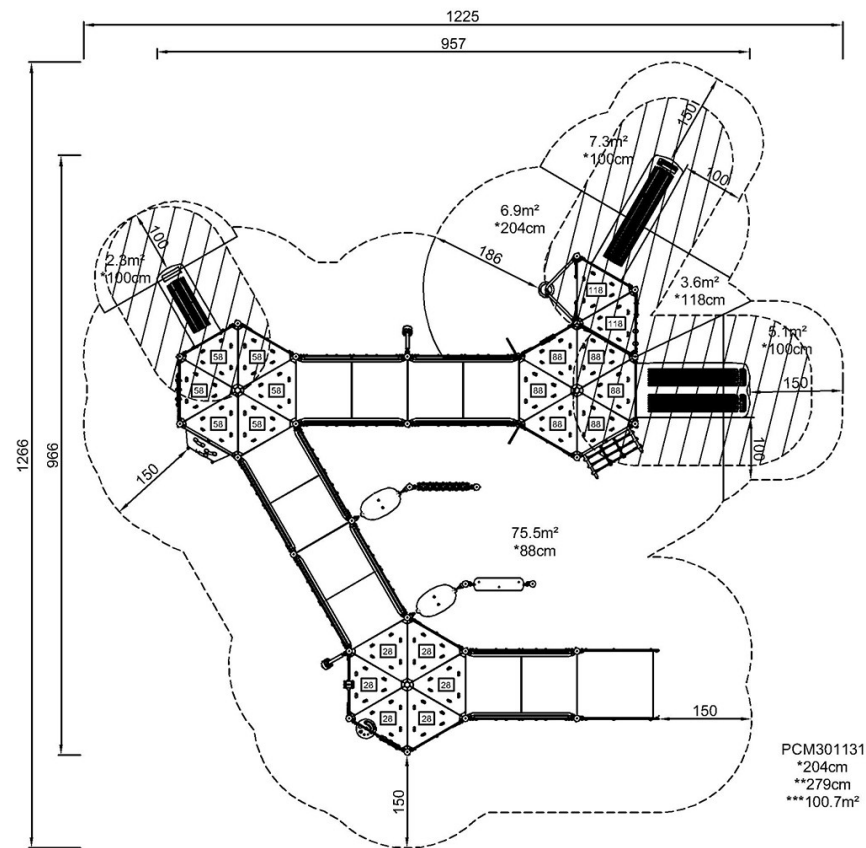 1225
957
150
7.3m²
*100cm
100
6.9m²
*204cm
100
186
2.3m²
*100cm
3.6m²
*118cm
118
118
5.1m²
*100cm
58
58
88
88
58
58
88
88
150
58
58
88
88
1266
966
100
150
75.5m²
*88cm
28
28
28
28
28
28
150
150
PCM301131
*204cm
**279cm
***100.7m²